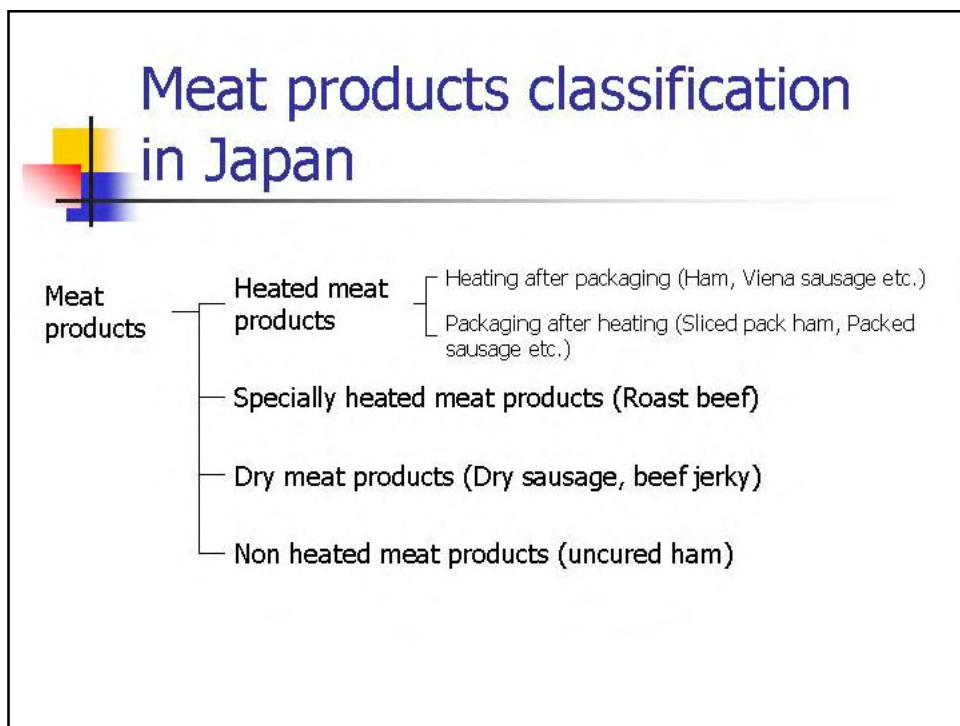 Meat products classification
in Japan
Meat
products
Heated meat
products
Heating after packaging (Ham, Viena sausage etc.)
Packaging after heating (Sliced pack ham, Packed
sausage etc.)
Specially heated meat products (Roast beef)
Dry meat products (Dry sausage, beef jerky)
Non heated meat products (uncured ham)